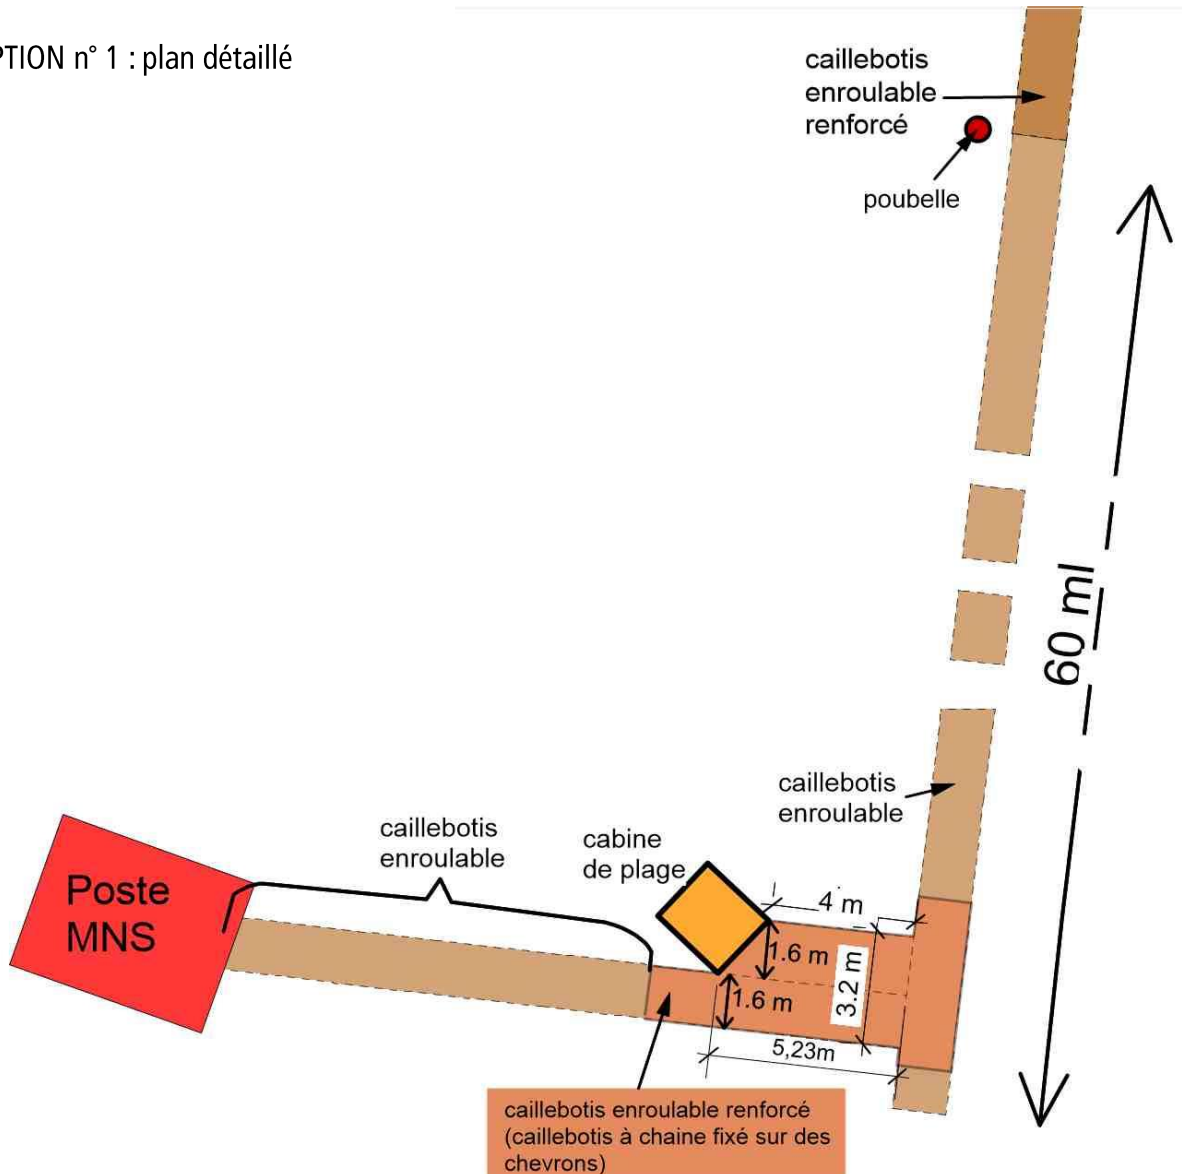 PTION n° 1 : plan détaillé
caillebotis
enroulable
renforcé
poubelle
60 ml
caillebotis
enroulable
caillebotis
enroulable
cabine
de plage
Poste
MNS
4 m
1.6 m
3.2 m
1.6 m
5,23m
caillebotis enroulable renforcé
(caillebotis à chaine fixé sur des
chevrons)